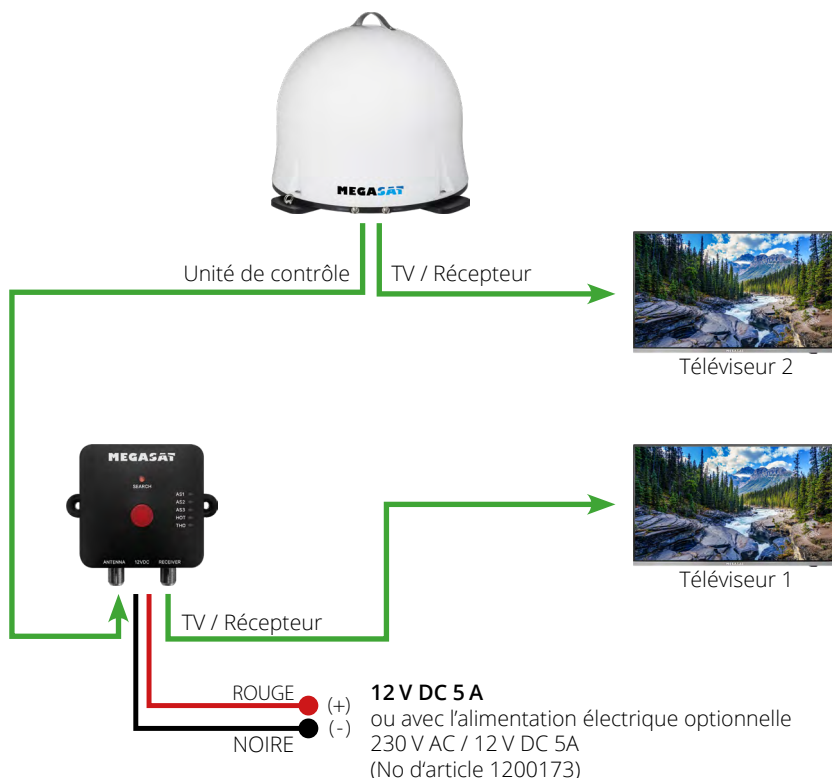 MEGASAT
Unité de contrôle
TV / Récepteur
Téléviseur 2
MEGASAT
SEARCH
AS1
AS2
AS3
HOT
THO
ANTENNA 12VDC RECEIVER
Téléviseur 1
TV / Récepteur
ROUGE
(+)
12 V DC 5 A
(-)
ou avec l'alimentation électrique optionnelle
NOIRE
230 V AC / 12 V DC 5A
(No d'article 1200173)